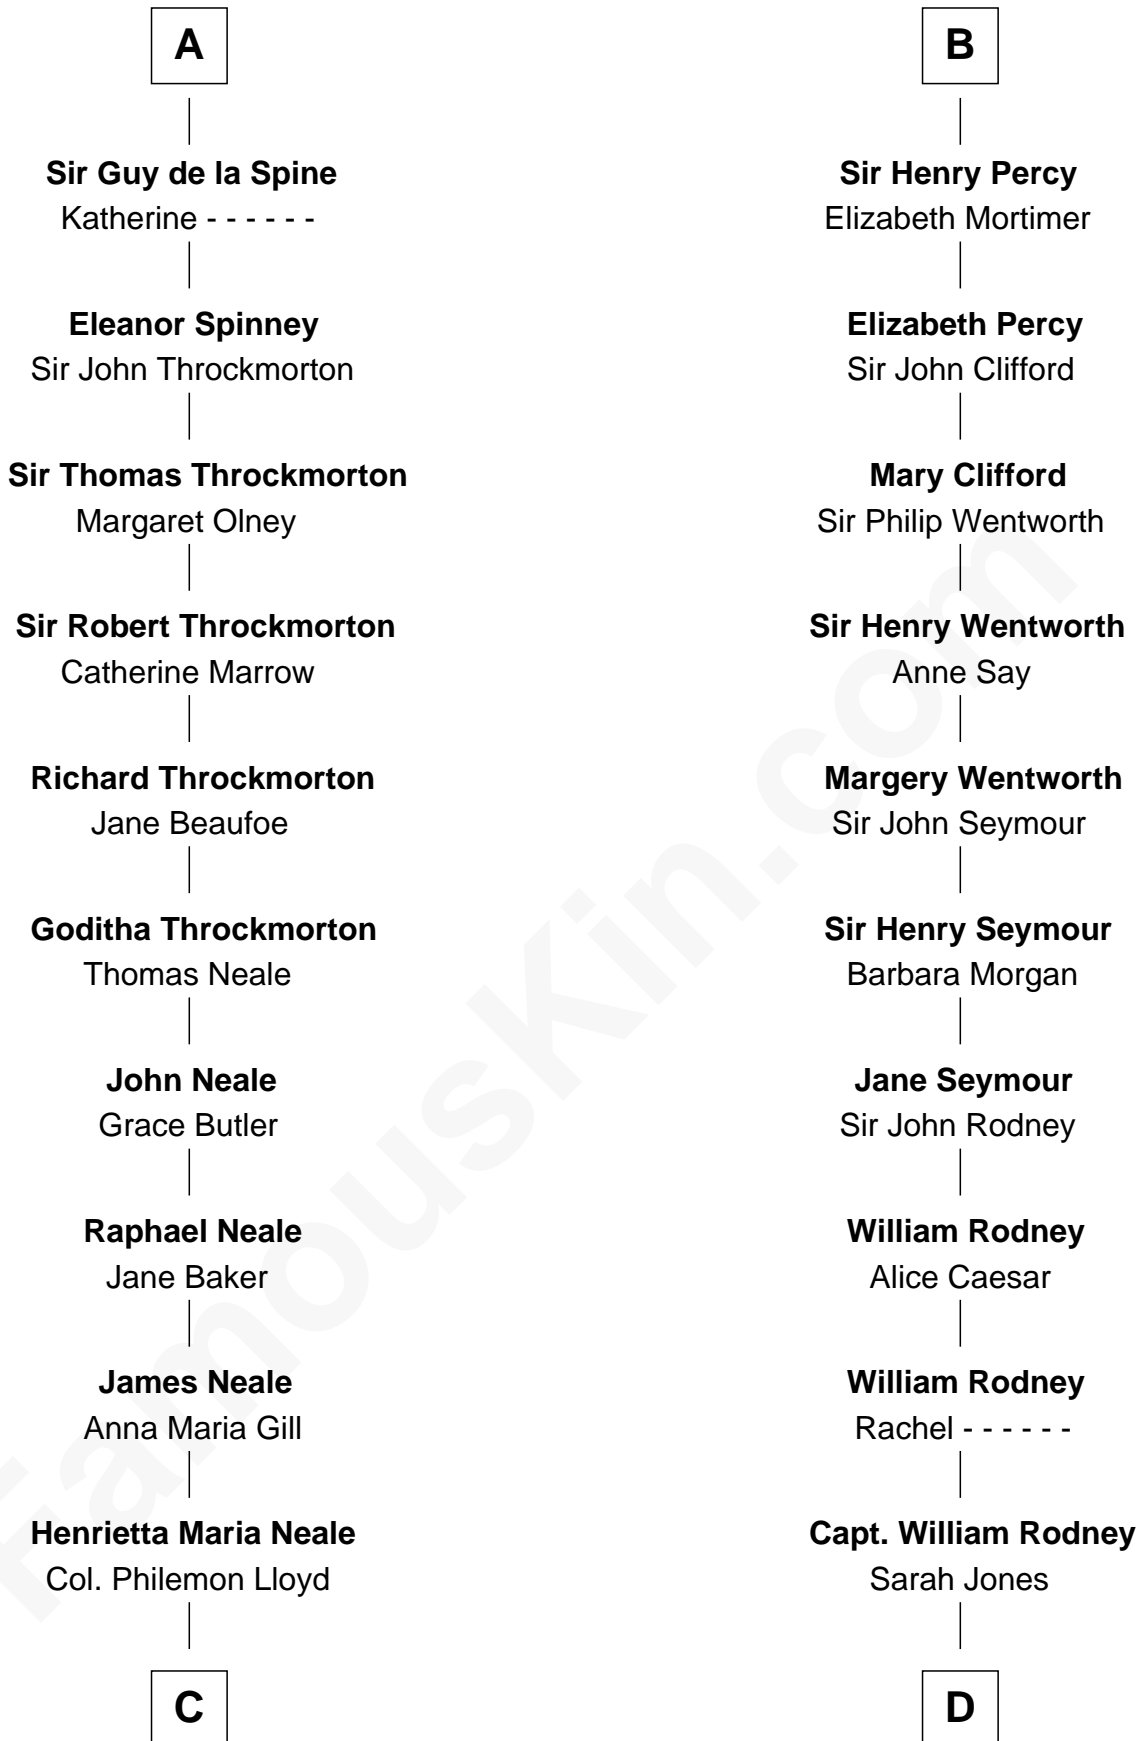 A
Sir Guy de la Spine
Katherine - - - - - -
Eleanor Spinney
Sir John Throckmorton
Sir Thomas Throckmorton
Margaret Olney
Sir Robert Throckmorton
Catherine Marrow
Richard Throckmorton
Jane Beaufoe
Goditha Throckmorton
Thomas Neale
John Neale
Grace Butler
Raphael Neale
Jane Baker
James Neale
Anna Maria Gill
Henrietta Maria Neale
Col. Philemon Lloyd
C
B
Sir Henry Percy
Elizabeth Mortimer
Elizabeth Percy
Sir John Clifford
Mary Clifford
Sir Philip Wentworth
Sir Henry Wentworth
Anne Say
Margery Wentworth
Sir John Seymour
Sir Henry Seymour
Barbara Morgan
Jane Seymour
Sir John Rodney
William Rodney
Alice Caesar
William Rodney
Rachel - - - - - -
Capt. William Rodney
Sarah Jones
D
FamousKin.com